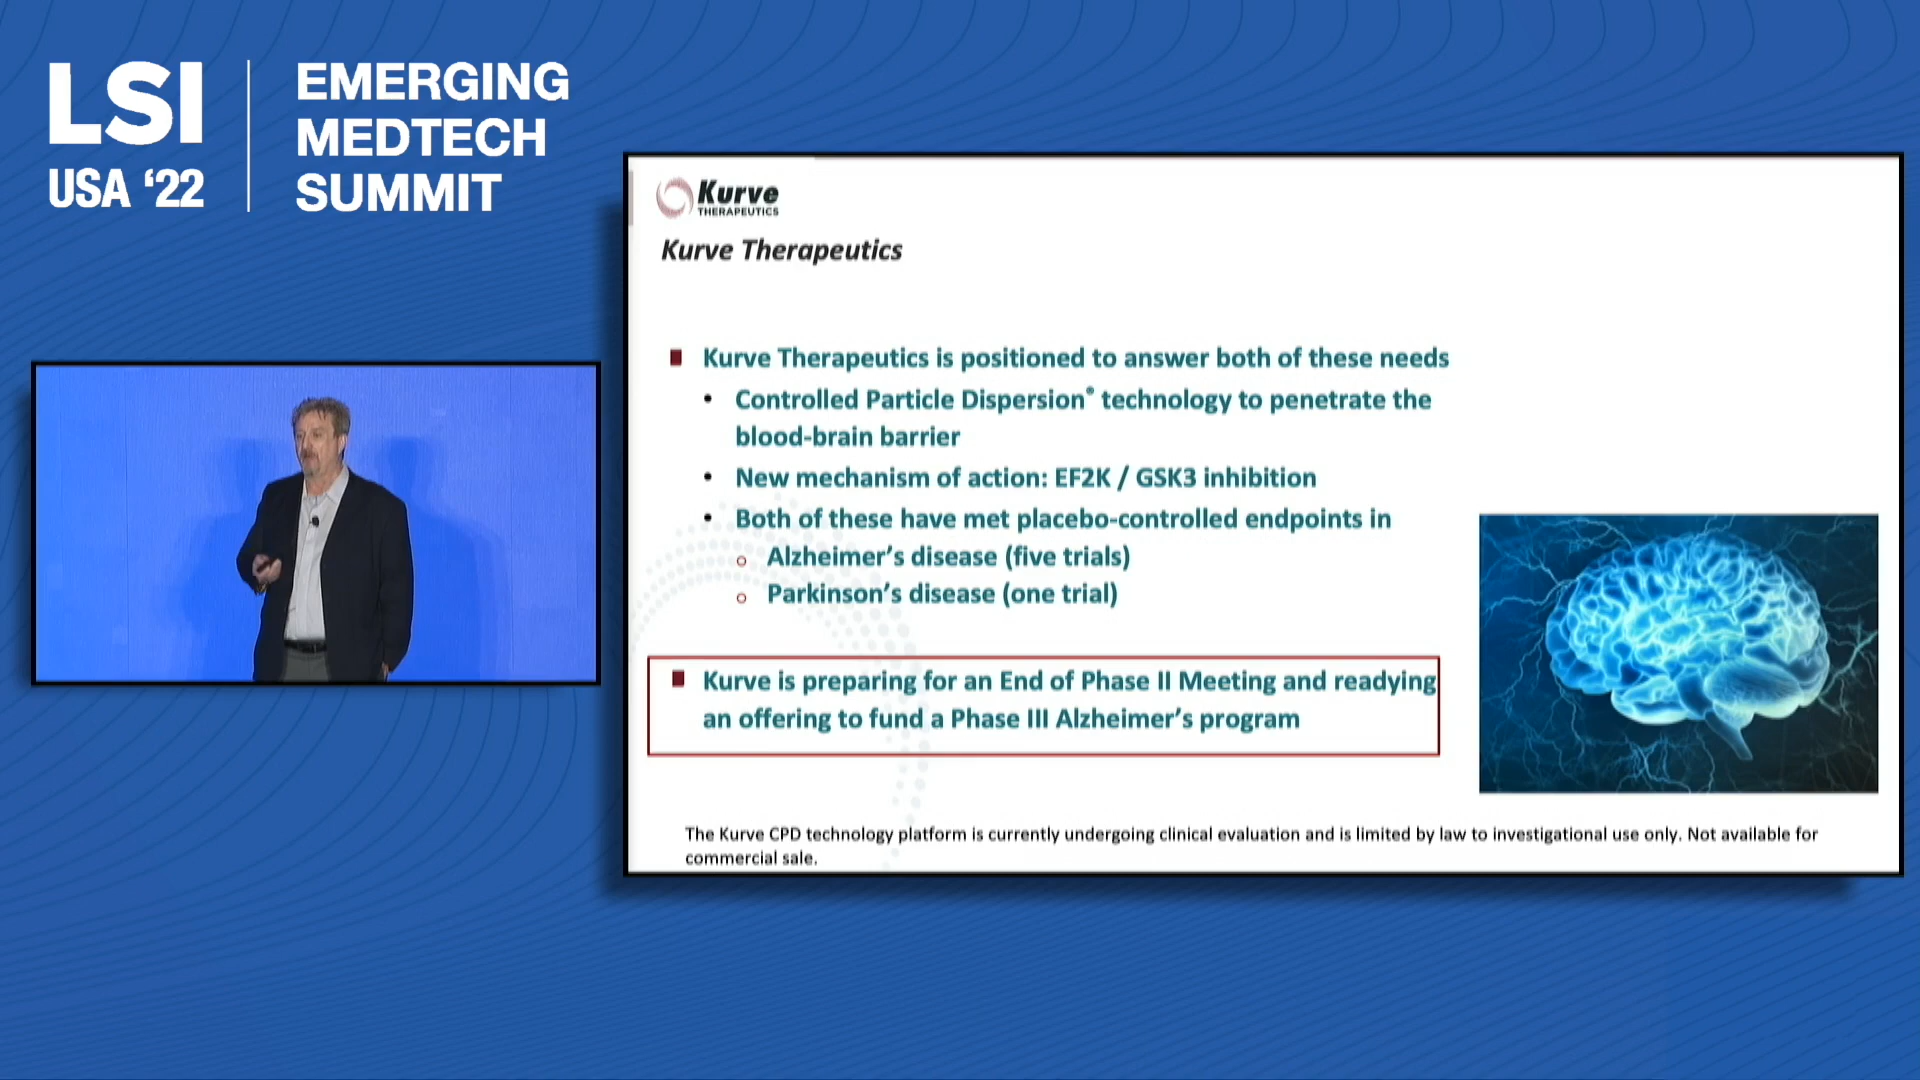 LSI
USA ‘22
EMERGING
MEDTECH
SUMMIT
Kurve
THERAPEUTICS
Kurve Therapeutics
Kurve Therapeutics is positioned to answer both of these needs
• Controlled Particle Dispersion® technology to penetrate the
blood-brain barrier
• New mechanism of action: EF2K / GSK3 inhibition
• Both of these have met placebo-controlled endpoints in
Alzheimer’s disease (five trials)
Parkinson’s disease (one trial)
Kurve is preparing for an End of Phase II Meeting and readying
an offering to fund a Phase III Alzheimer’s program
The Kurve CPD technology platform is currently undergoing clinical evaluation and is limited by law to investigational use only. Not available for
commercial sale.